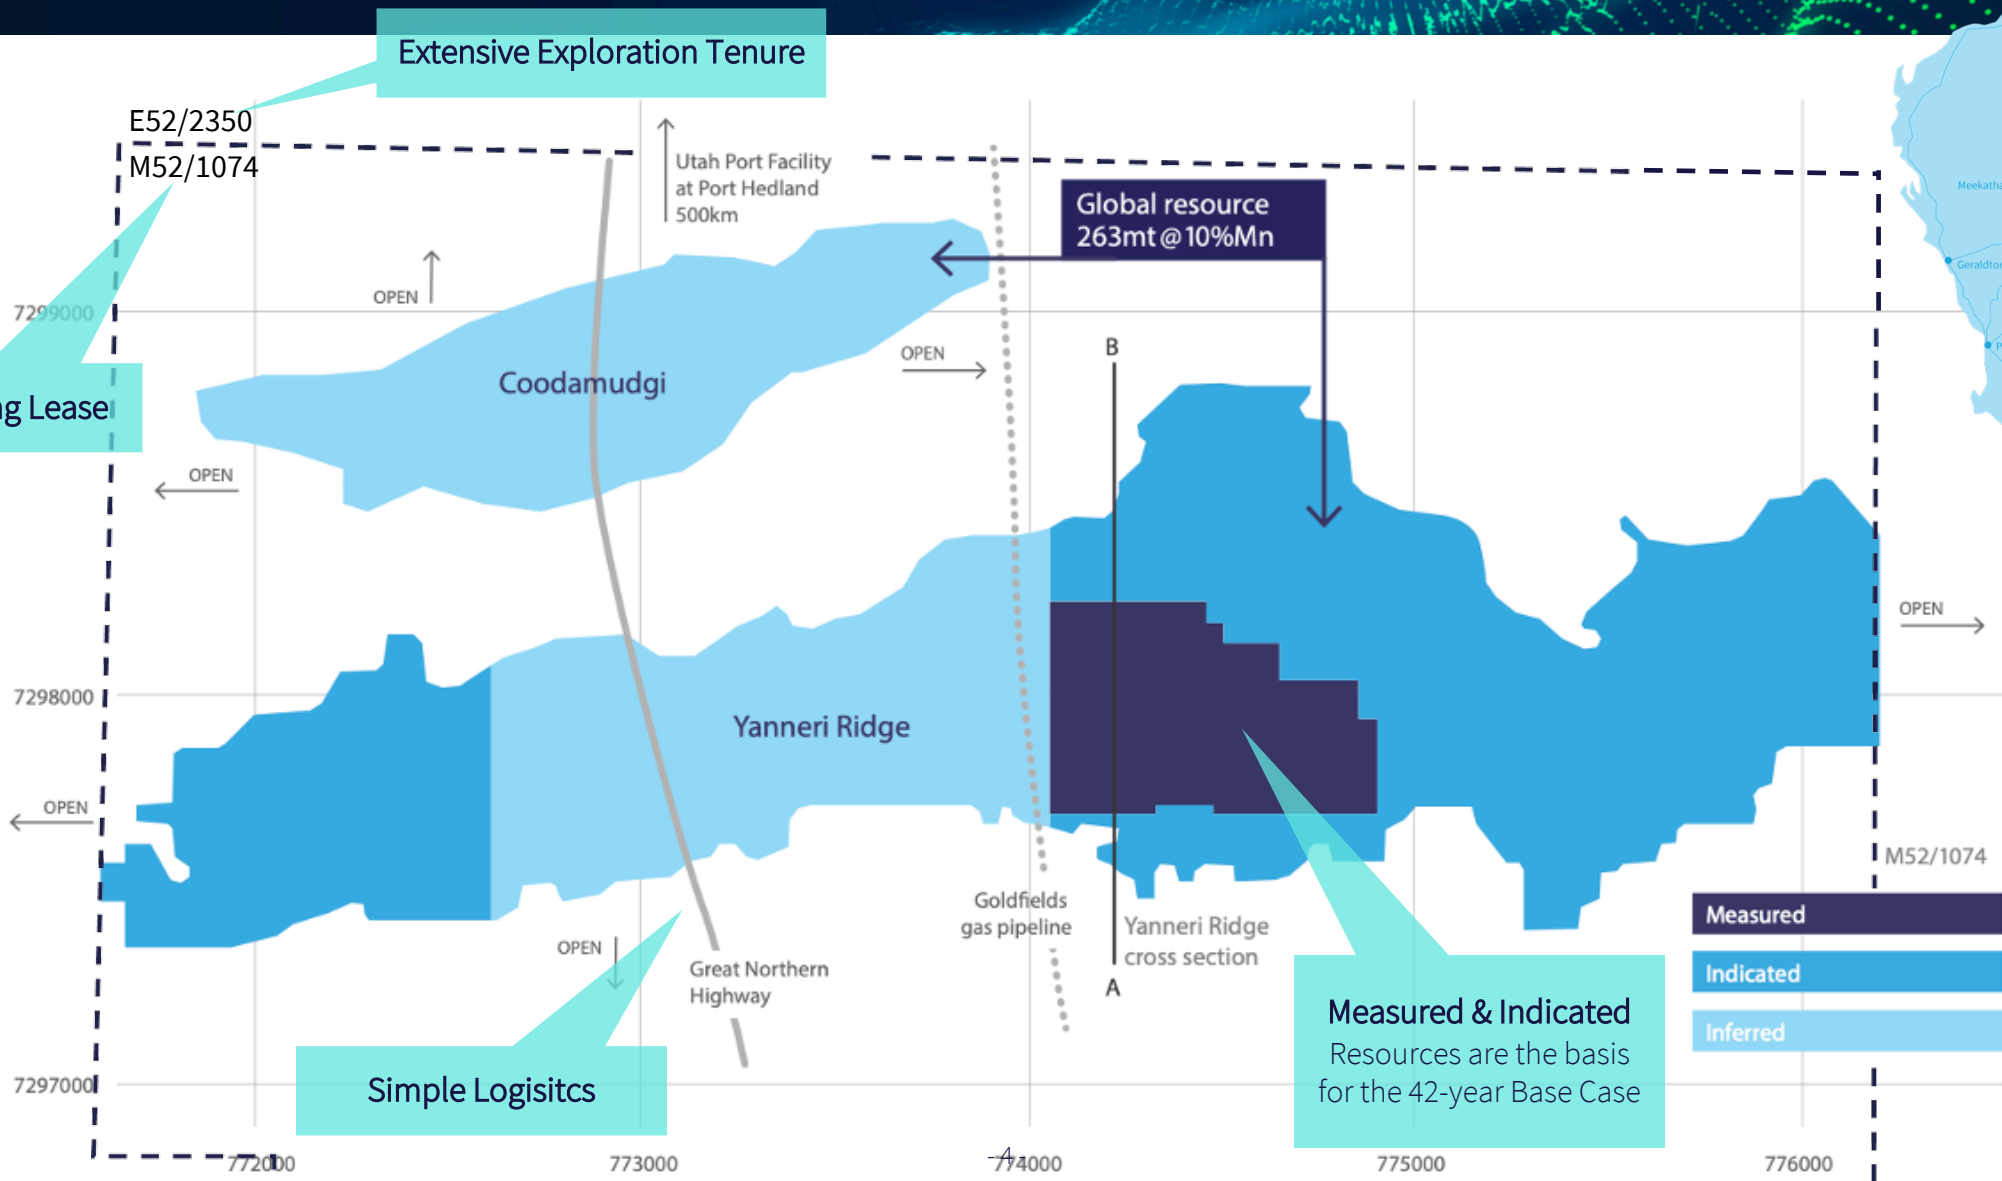 Extensive Exploration Tenure
E52/2350
M52/1074
Utah Port Facility
at Port Hedland
500km
Global resource
263mt@10%Mn
OPEN
7299000
OPEN
B
Coodamudgi
Lease
OPEN
OPEN
7298000
Yanneri Ridge
OPEN
M52/1074
Goldfields
gas pipeline
Yanneri Ridge
cross section
A
OPEN
Great Northern
Highway
Measured
Indicated
Inferred
Measured & Indicated
Resources are the basis
for the 42-year Base Case
Simple Logisitcs
7297000
772000
773000
774000
775000
776000